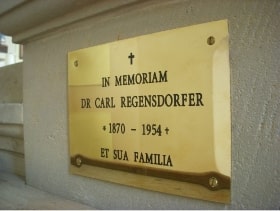 ✝
IN MEMORIAM
DR CARL REGENSDORFER
* 1870 - 1954 ✝
ET SUA FAMILIA